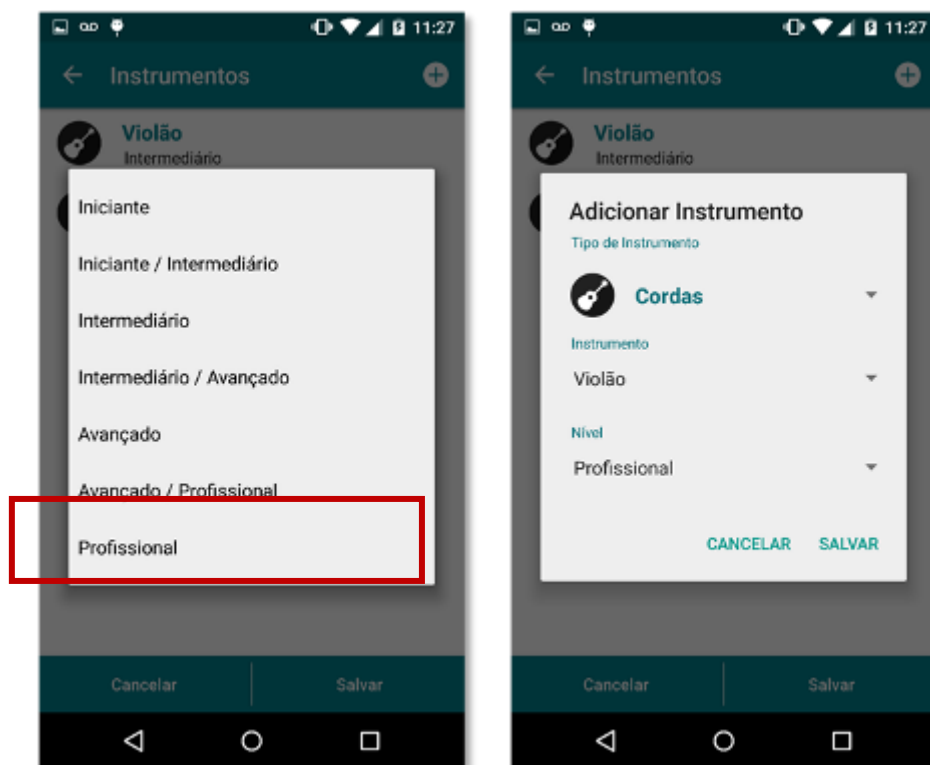 11:27
Instrumentos
Violão
Intermediário
Iniciante
Iniciante / Intermediário
Intermediário
Intermediário / Avançado
Avançado
Avançado / Profissional
Profissional
Cancelar
Salvar
11:27
Instrumentos
Violão
Intermediário
Adicionar Instrumento
Tipo de Instrumento
Cordas
Instrumento
Violão
Nível
Profissional
CANCELAR SALVAR
Cancelar
Salvar